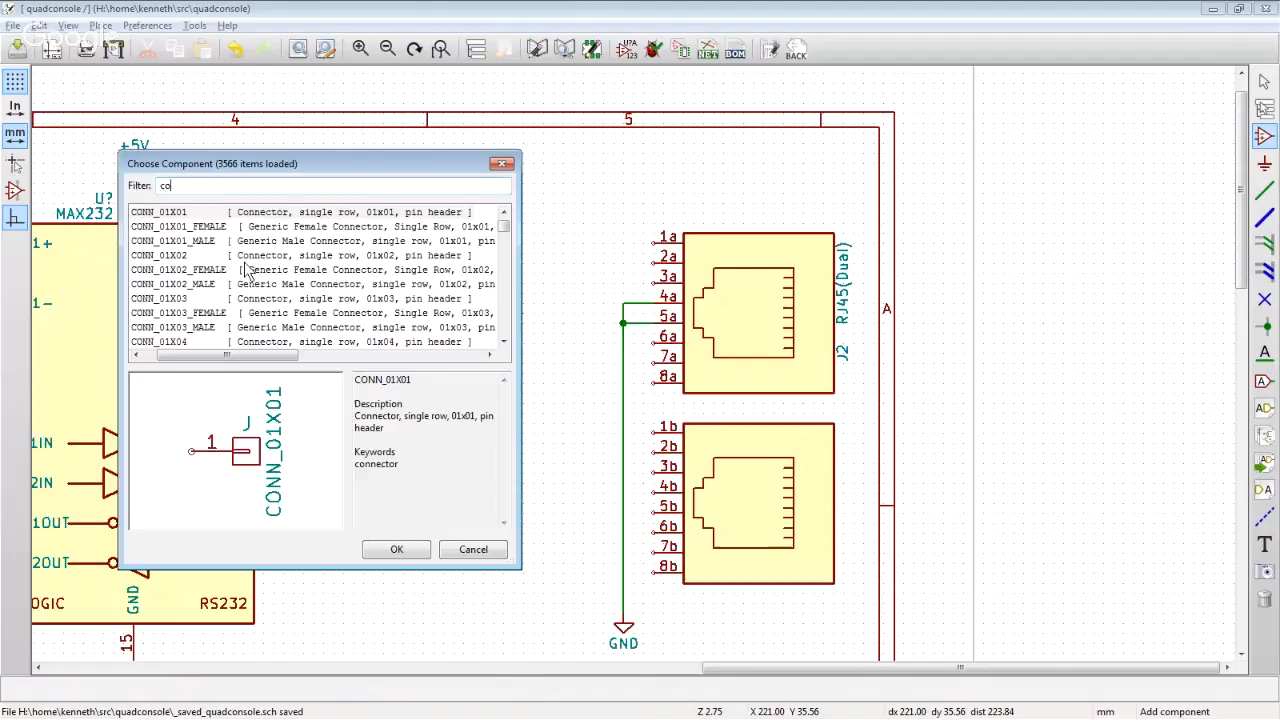 [ quadconsole /] (H:\home\kenneth\src\quadconsole)
File Edit View Place Preferences Tools Help
Google
U?A
123
NET
BOM
BACK
In
mm
4
5
+5V
Choose Component (3566 items loaded)
Filter: co
U?
MAX232
1+
1-
CONN_01X01 [ Connector, single row, 01x01, pin header ]
CONN_01X01_FEMALE [ Generic Female Connector, Single Row, 01x01,
CONN_01X01_MALE [ Generic Male Connector, single row, 01x01, pin
CONN_01X02 [ Connector, single row, 01x02, pin header ]
CONN_01X02_FEMALE [ Generic Female Connector, Single Row, 01x02,
CONN_01X02_MALE [ Generic Male Connector, single row, 01x02, pin
CONN_01X03 [ Connector, single row, 01x03, pin header ]
CONN_01X03_FEMALE [ Generic Female Connector, Single Row, 01x03,
CONN_01X03_MALE [ Generic Male Connector, single row, 01x03, pin
CONN_01X04 [ Connector, single row, 01x04, pin header ]
J
1
CONN_01X01
CONN_01X01
Description
Connector, single row, 01x01, pin
header
Keywords
connector
OK
Cancel
1IN
2IN
1OUT
2OUT
OGIC
GND
RS232
15
1a
2a
3a
4a
5a
6a
7a
8a
RJ45(Dual)
J2
A
1b
2b
3b
4b
5b
6b
7b
8b
GND
A
A
AD
AD
DA
T
File H:\home\kenneth\src\quadconsole\_saved_quadconsole.sch saved
Z 2.75
X 221.00 Y 35.56
dx 221.00 dy 35.56 dist 223.84
mm
Add component